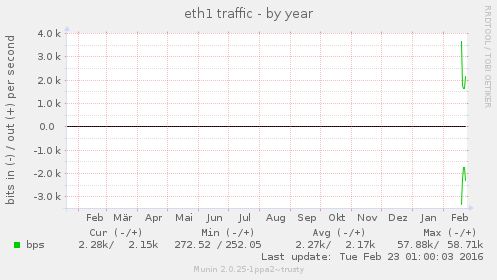 eth1 traffic - by year
RRDTOOL / TOBI OETIKER
bits in (-) / out (+) per second
4.0 k
3.0 k
2.0 k
1.0 k
0.0
-1.0 k
-2.0 k
-3.0 k
Feb Mär Apr Mai Jun Jul Aug Sep Okt Nov Dez Jan Feb
Cur (-/+) Min (-/+) Avg (-/+) Max (-/+)
bps 2.28k/ 2.15k 272.52 / 252.05 2.27k/ 2.17k 57.88k/ 58.71k
Last update: Tue Feb 23 01:00:03 2016
Munin 2.0.25-1ppa2~trusty